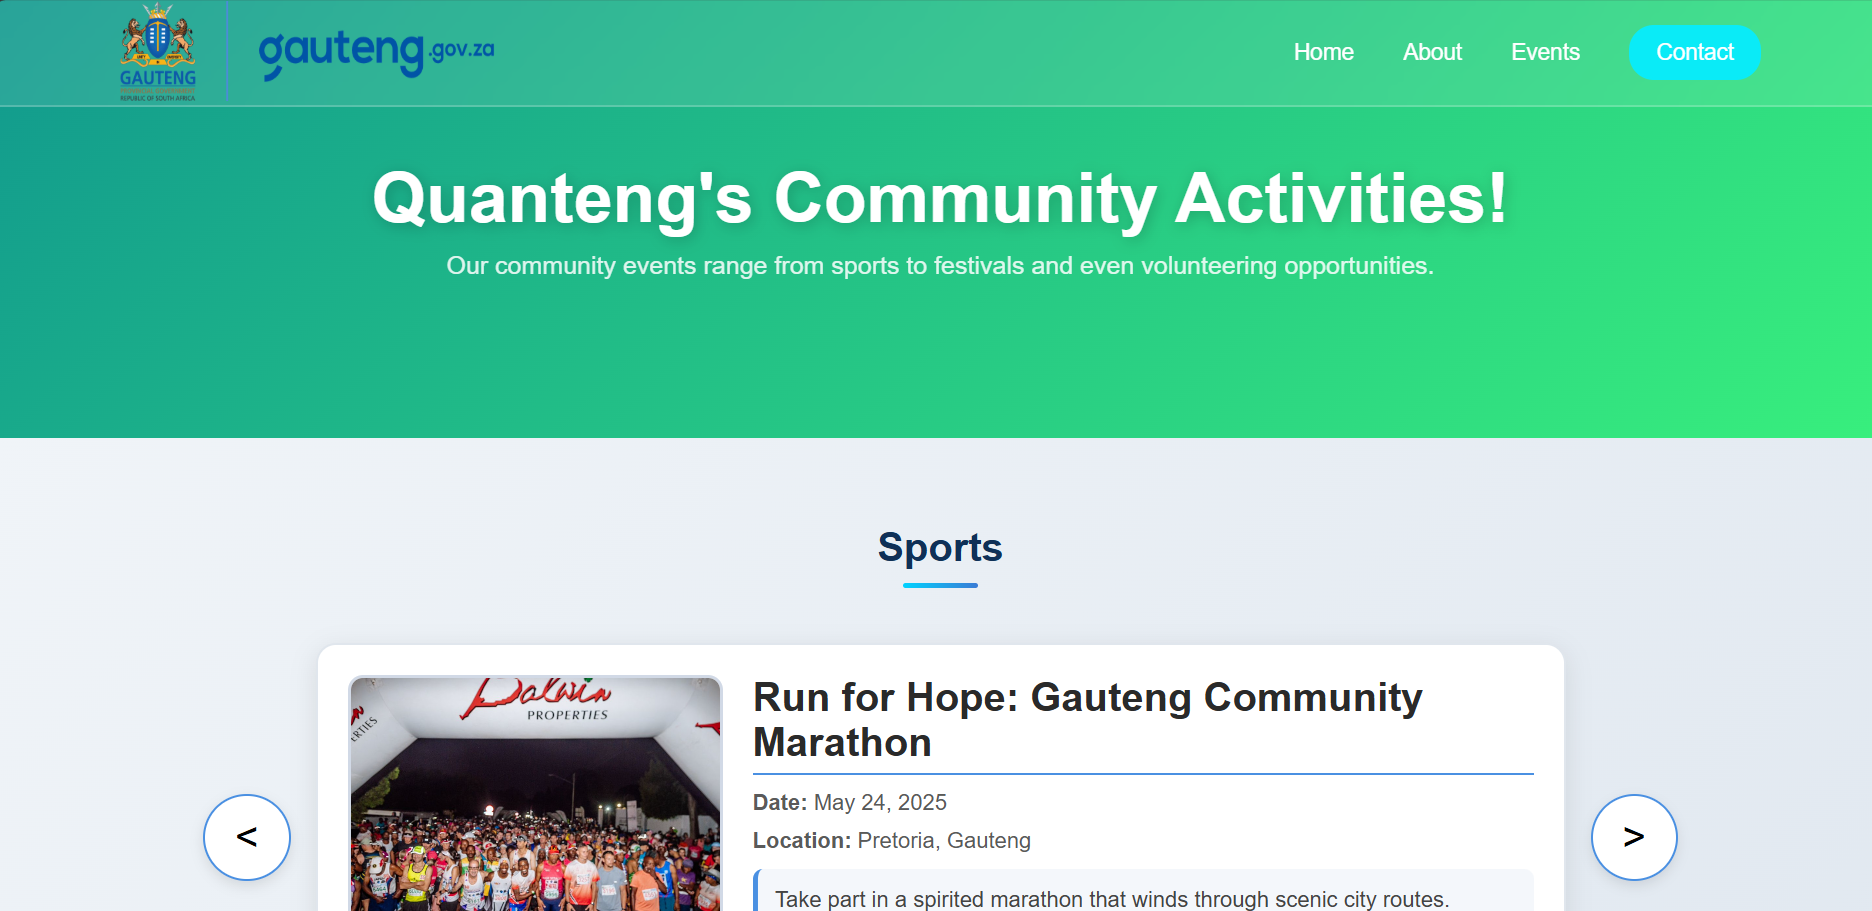 GAUTENG
REPUBLIC OF SOUTH AFRICA
gauteng.gov.za
Home
About
Events
Contact
Quanteng's Community Activities!
Our community events range from sports to festivals and even volunteering opportunities.
Sports
Dalwin
PROPERTIES
ERTIES
Run for Hope: Gauteng Community
Marathon
Date: May 24, 2025
Location: Pretoria, Gauteng
<
>
Take part in a spirited marathon that winds through scenic city routes.